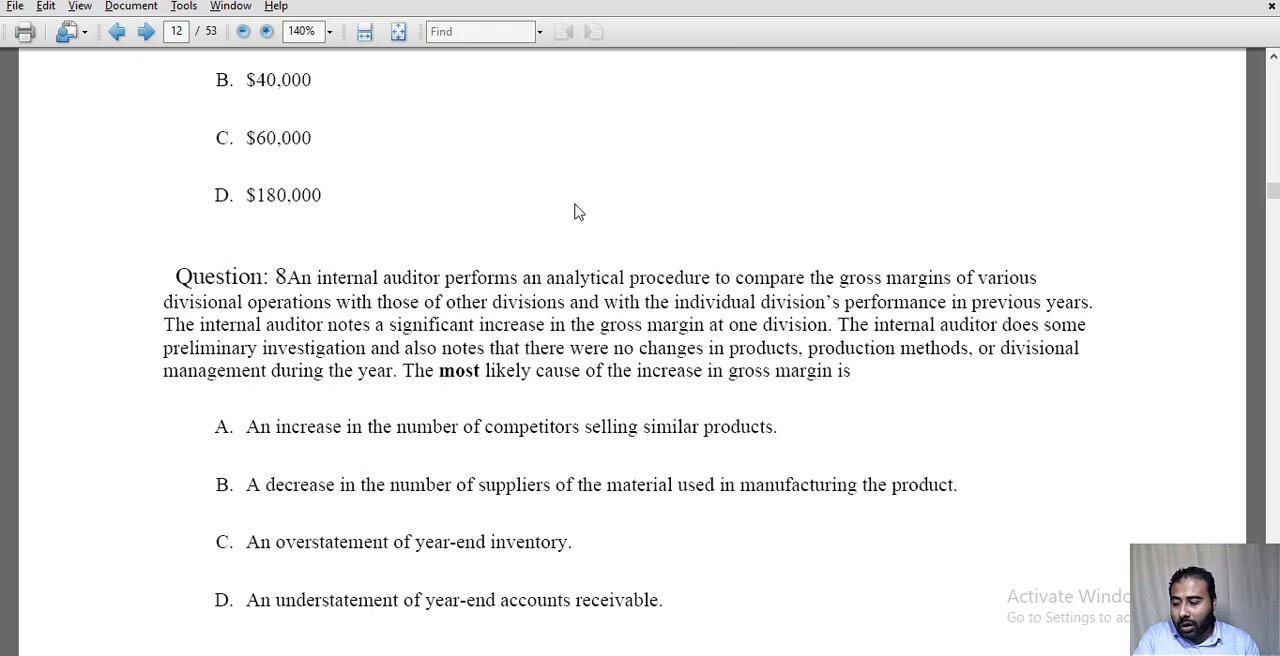 File Edit View Document Tools Window Help
12 / 53 140% Find
B. $40,000
C. $60,000
D. $180,000
Question: 8An internal auditor performs an analytical procedure to compare the gross margins of various
divisional operations with those of other divisions and with the individual division’s performance in previous years.
The internal auditor notes a significant increase in the gross margin at one division. The internal auditor does some
preliminary investigation and also notes that there were no changes in products, production methods, or divisional
management during the year. The most likely cause of the increase in gross margin is
A. An increase in the number of competitors selling similar products.
B. A decrease in the number of suppliers of the material used in manufacturing the product.
C. An overstatement of year-end inventory.
D. An understatement of year-end accounts receivable.
Activate Windo
Go to Settings to ac